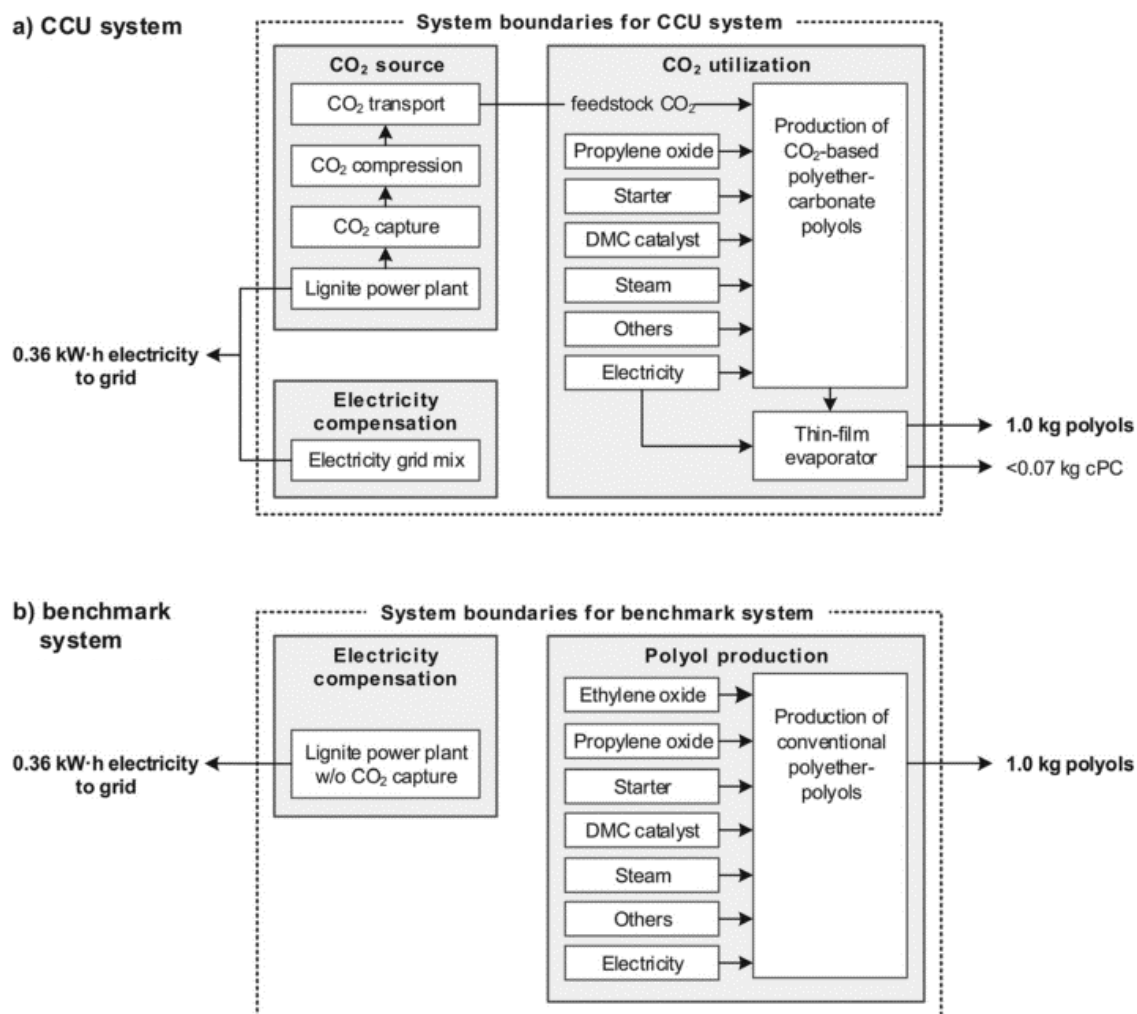 a) CCU system
System boundaries for CCU system
CO₂ source
CO₂ transport
CO₂ compression
CO₂ capture
Lignite power plant
0.36 kW·h electricity
to grid
Electricity
compensation
Electricity grid mix
CO₂ utilization
feedstock CO₂
Propylene oxide
Starter
DMC catalyst
Steam
Others
Electricity
Production of
CO₂-based
polyether-
carbonate
polyols
Thin-film
evaporator
1.0 kg polyols
<0.07 kg cPC
b) benchmark
system
System boundaries for benchmark system
Electricity
compensation
Lignite power plant
w/o CO₂ capture
0.36 kW·h electricity
to grid
Polyol production
Ethylene oxide
Propylene oxide
Starter
DMC catalyst
Steam
Others
Electricity
Production of
conventional
polyether-
polyols
1.0 kg polyols